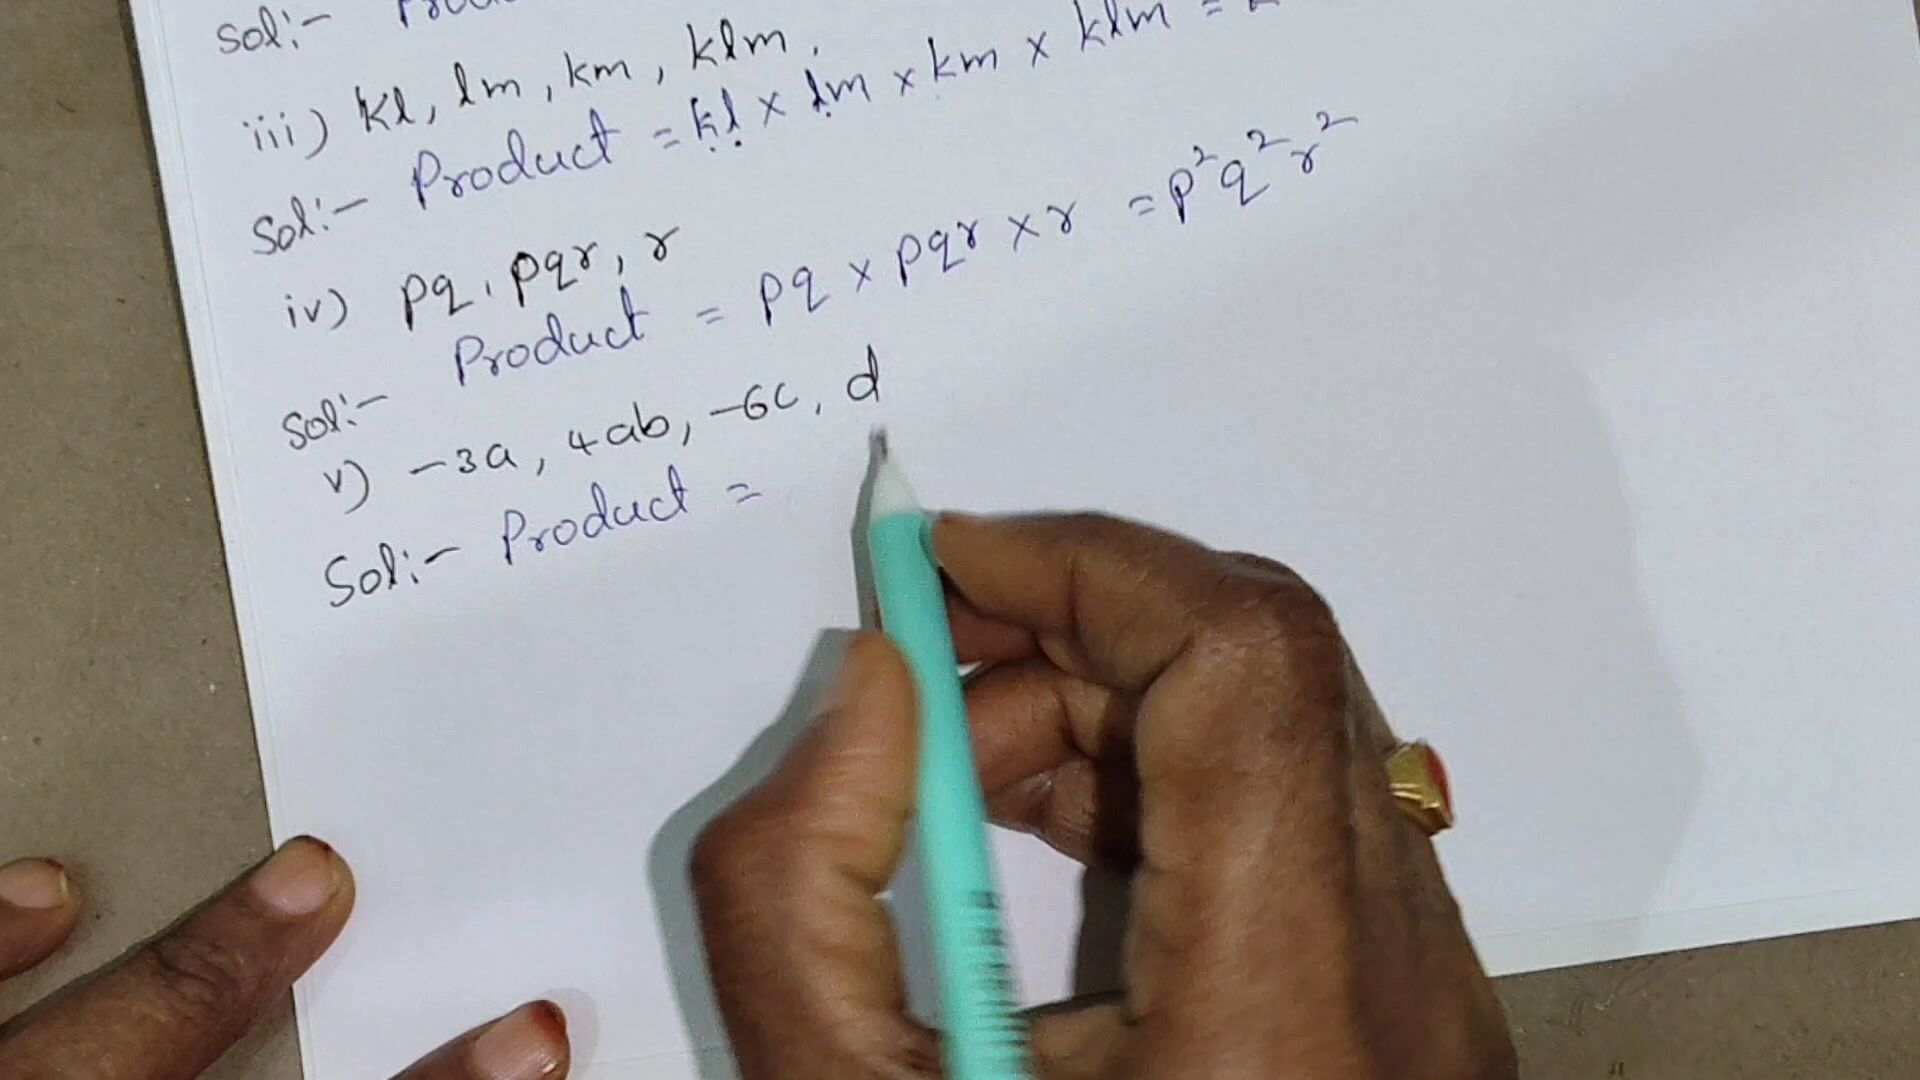 Sol:- Produ
iii) kl, lm, km, klm.
Sol:- Product = kl × lm × km × klm =
iv) pq, pqr, r
Sol:- Product = pq × pqr × r = p²q²r²
v) -3a, 4ab, -6c, d
Sol:- Product =